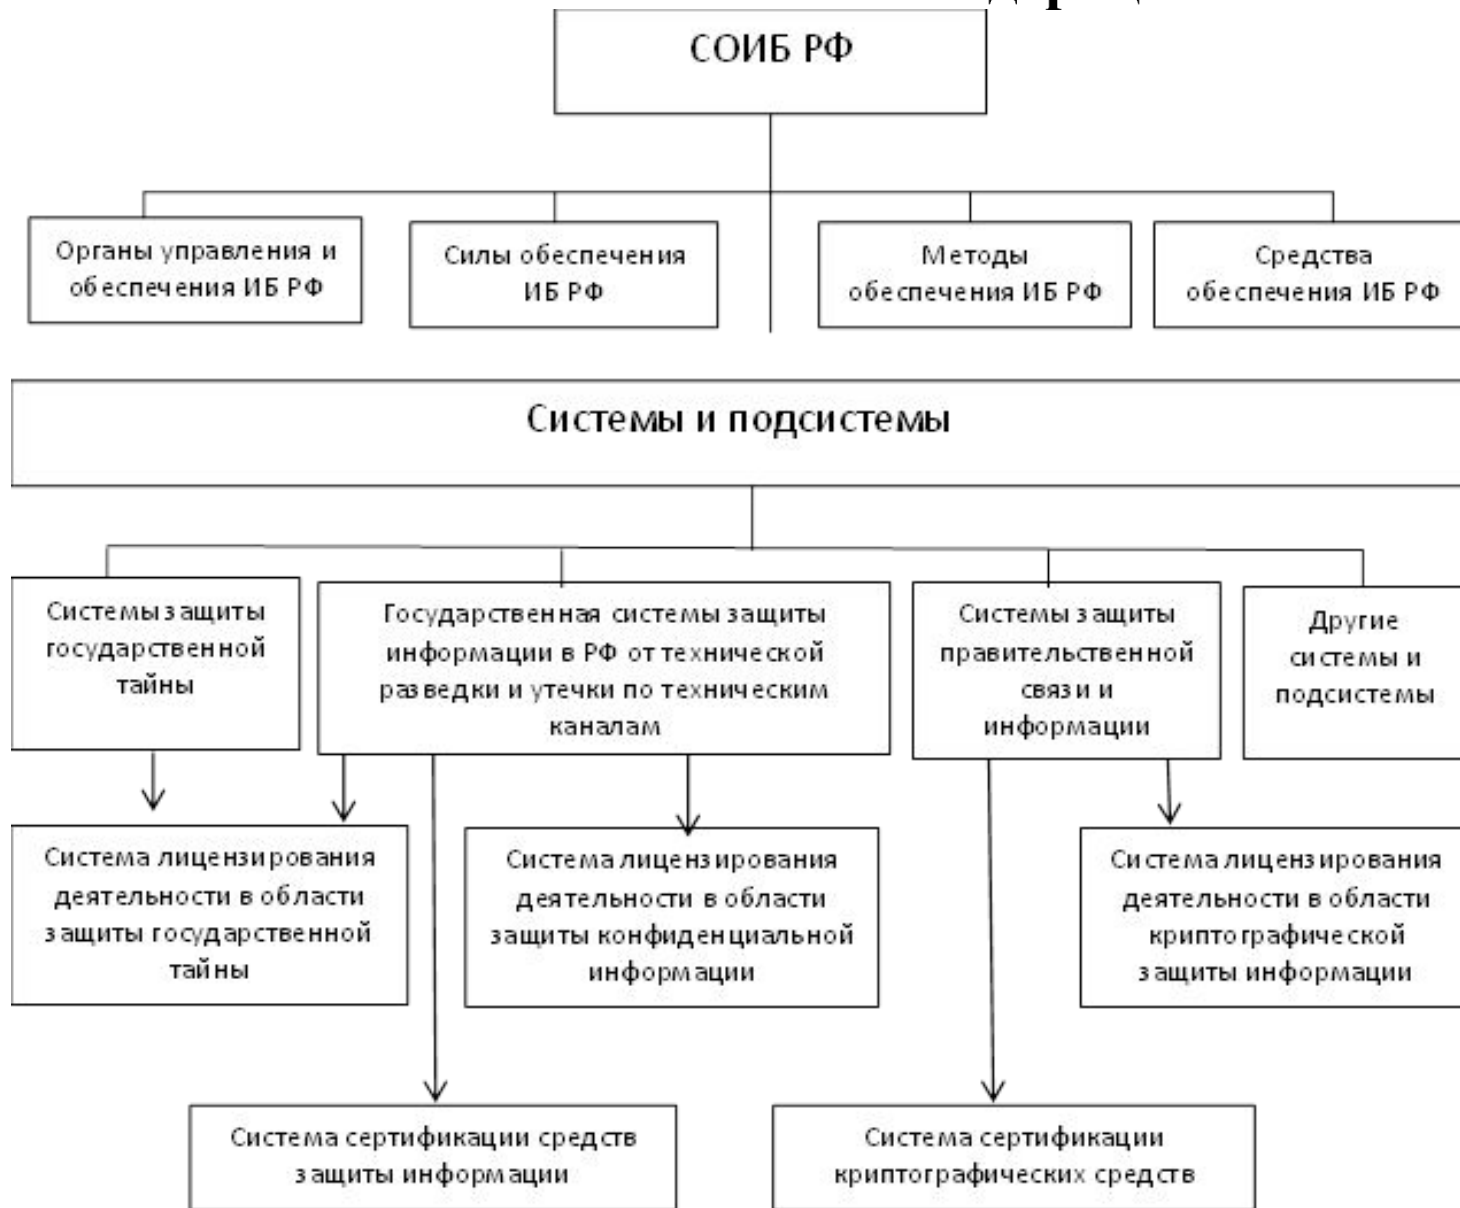 СОИБ РФ
Органы управления и
обеспечения ИБ РФ
Силы обеспечения
ИБ РФ
Методы
обеспечения ИБ РФ
Средства
обеспечения ИБ РФ
Системы и подсистемы
Системы защиты
государственной
тайны
Государственная системы защиты
информации в РФ от технической
разведки и утечки по техническим
каналам
Системы защиты
правительственной
связи и
информации
Другие
системы и
подсистемы
Система лицензирования
деятельности в области
защиты государственной
тайны
Система лицензирования
деятельности в области
защиты конфиденциальной
информации
Система лицензирования
деятельности в области
криптографической
защиты информации
Система сертификации средств
защиты информации
Система сертификации
криптографических средств